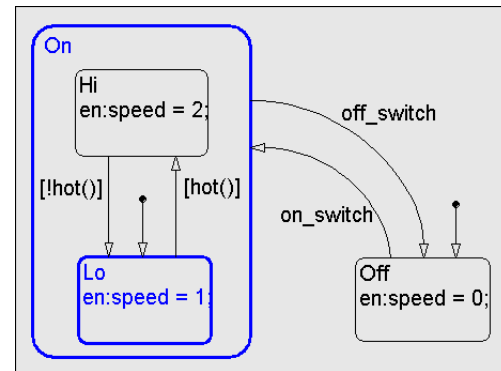 On
Hi
en:speed = 2;
off_switch
[!hot()]
[hot()]
on_switch
Lo
en:speed = 1;
Off
en:speed = 0;